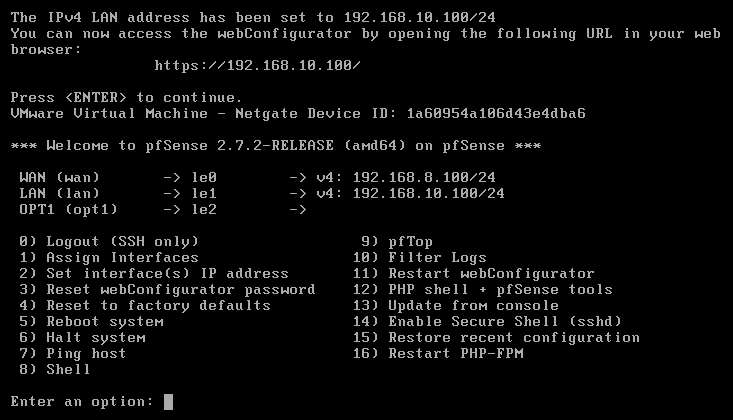 The IPv4 LAN address has been set to 192.168.10.100/24
You can now access the webConfigurator by opening the following URL in your web
browser:
                https://192.168.10.100/

Press <ENTER> to continue.
VMware Virtual Machine - Netgate Device ID: 1a60954a106d43e4dba6

*** Welcome to pfSense 2.7.2-RELEASE (amd64) on pfSense ***

 WAN (wan)       -> le0        -> v4: 192.168.8.100/24
 LAN (lan)       -> le1        -> v4: 192.168.10.100/24
 OPT1 (opt1)     -> le2        ->

 0) Logout (SSH only)                  9) pfTop
 1) Assign Interfaces                 10) Filter Logs
 2) Set interface(s) IP address       11) Restart webConfigurator
 3) Reset webConfigurator password    12) PHP shell + pfSense tools
 4) Reset to factory defaults         13) Update from console
 5) Reboot system                     14) Enable Secure Shell (sshd)
 6) Halt system                       15) Restore recent configuration
 7) Ping host                         16) Restart PHP-FPM
 8) Shell

Enter an option: